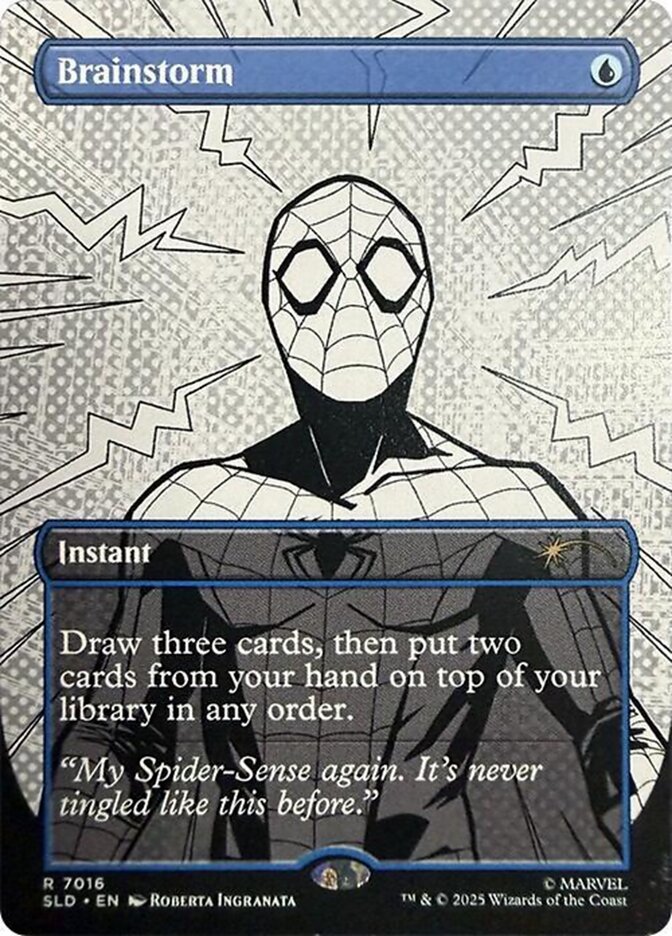 Brainstorm
Instant
Draw three cards, then put two
cards from your hand on top of your
library in any order.
“My Spider-Sense again. It’s never
tingled like this before.”
R 7016
© MARVEL
SLD • EN Roberta Ingranata
™ & © 2025 Wizards of the Coast